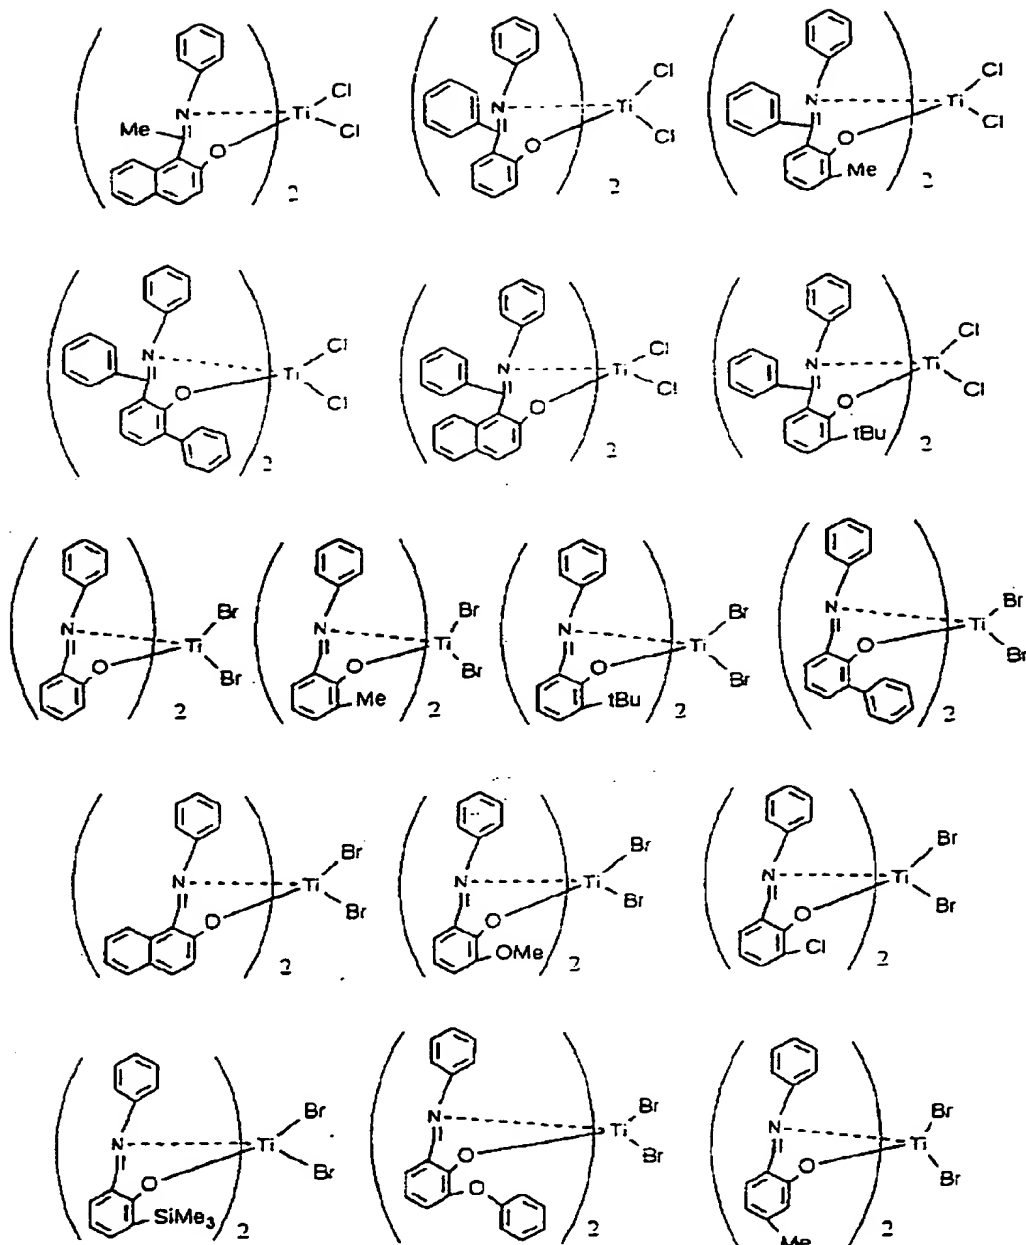 N Me O Ti Cl Cl 2
N O Ti Cl Cl 2
N O Me Ti Cl Cl 2
N O Ti Cl Cl 2
N O Ti Cl Cl 2
N O tBu Ti Cl Cl 2
N O Ti Br Br 2
N O Me Ti Br Br 2
N O tBu Ti Br Br 2
N O Ti Br Br 2
N O Ti Br Br 2
N O OMe Ti Br Br 2
N O Cl Ti Br Br 2
N O SiMe3 Ti Br Br 2
N O O Ti Br Br 2
N O Me Ti Br Br 2